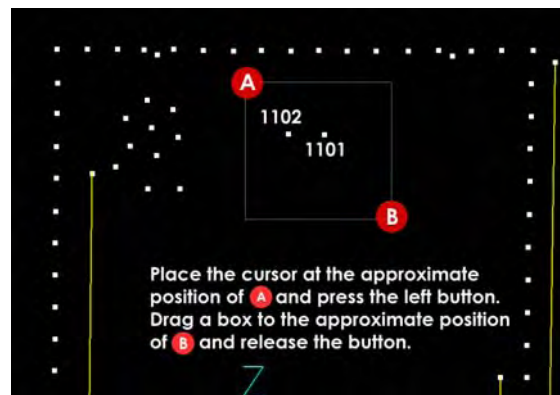 A
1102
1101
B
Place the cursor at the approximate
position of A and press the left button.
Drag a box to the approximate position
of B and release the button.